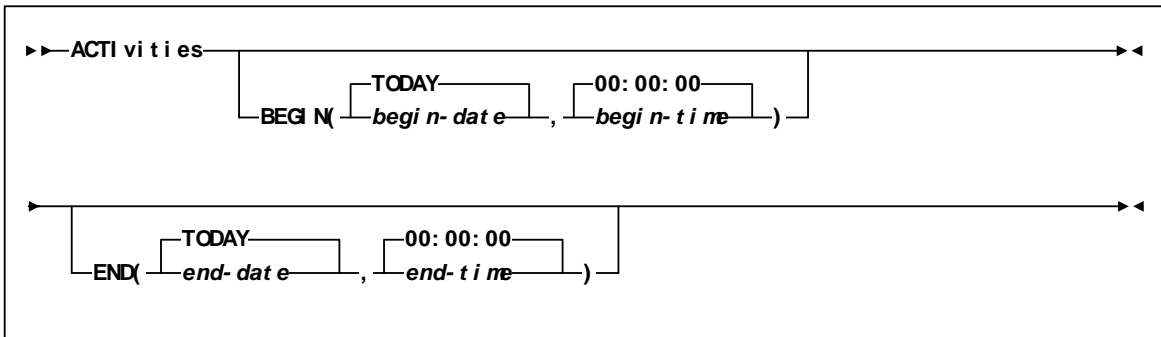 ACTIvities
TODAY 00:00:00
BEGIN( begin-date , begin-time )
TODAY 00:00:00
END( end-date , end-time )